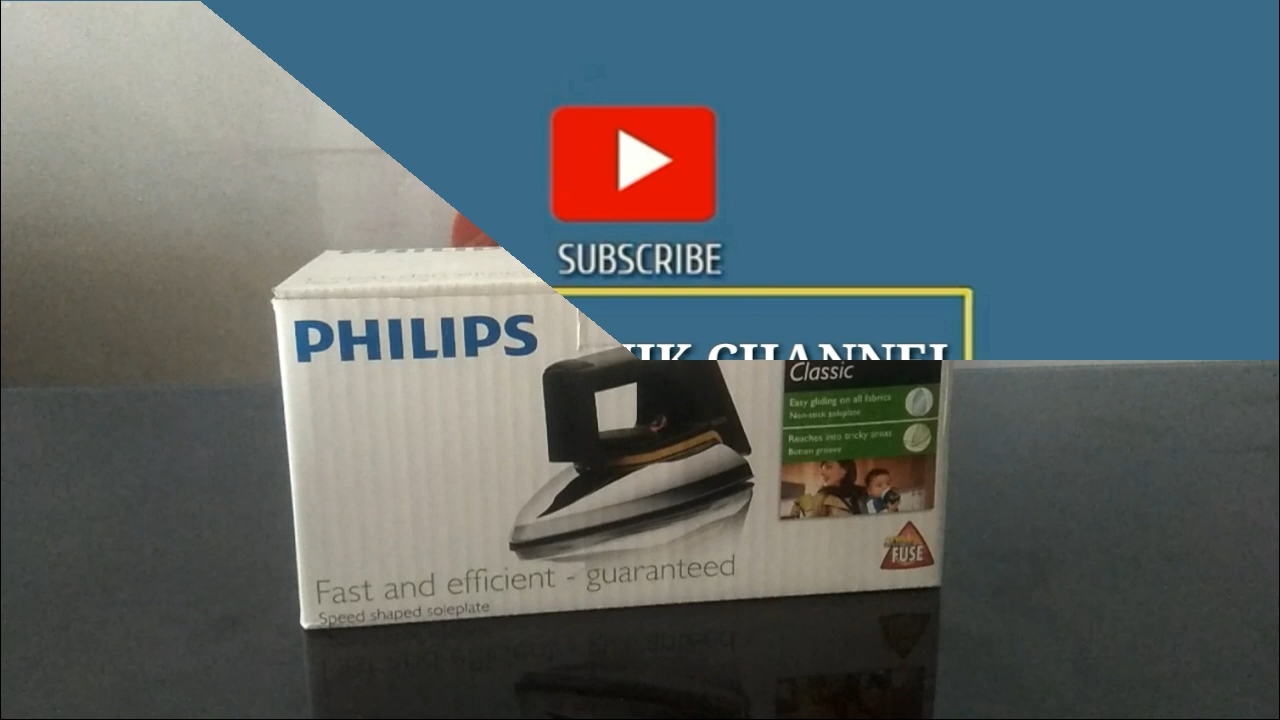 SUBSCRIBE
CHANNEL
PHILIPS
Classic
Easy gliding on all fabrics
Non-stick soleplate
Reaches into tricky areas
Button groove
FUSE
Fast and efficient - guaranteed
Speed shaped soleplate